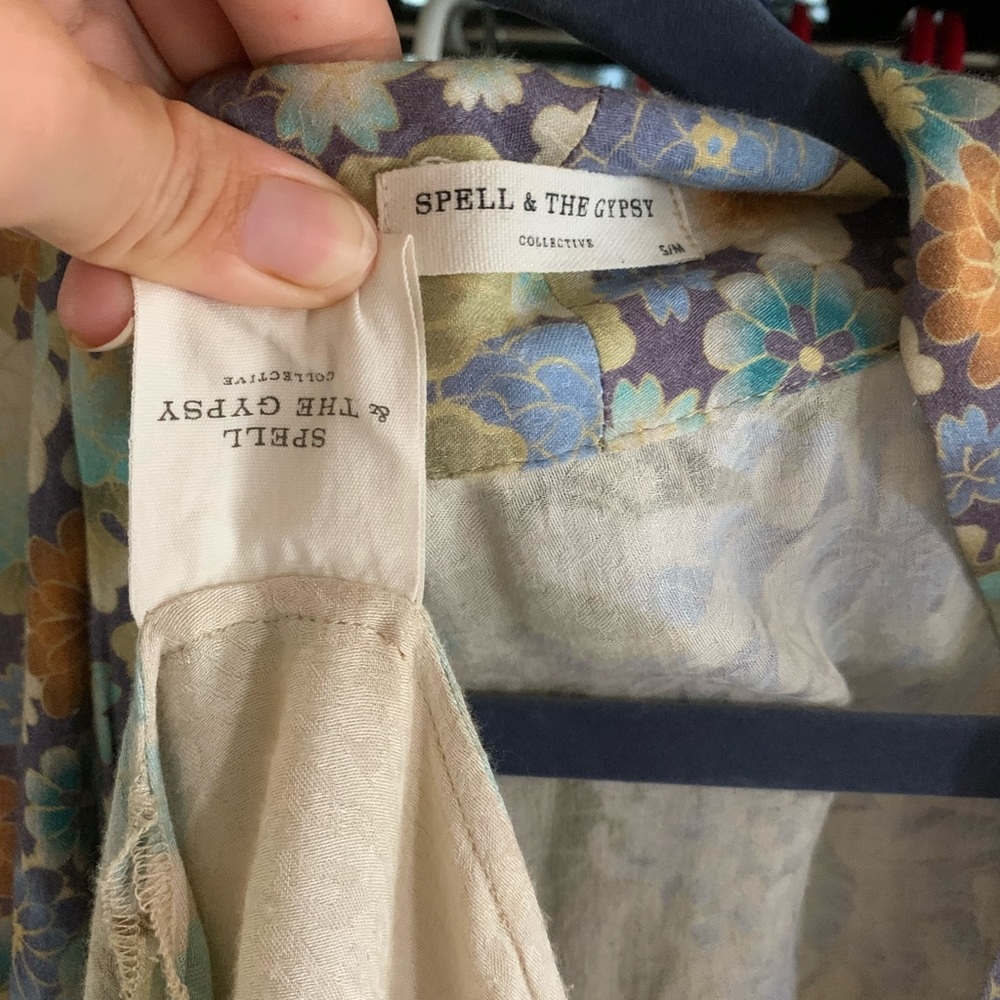 SPELL & THE GYPSY
COLLECTIVE
S/M
SPELL
& THE GYPSY
COLLECTIVE